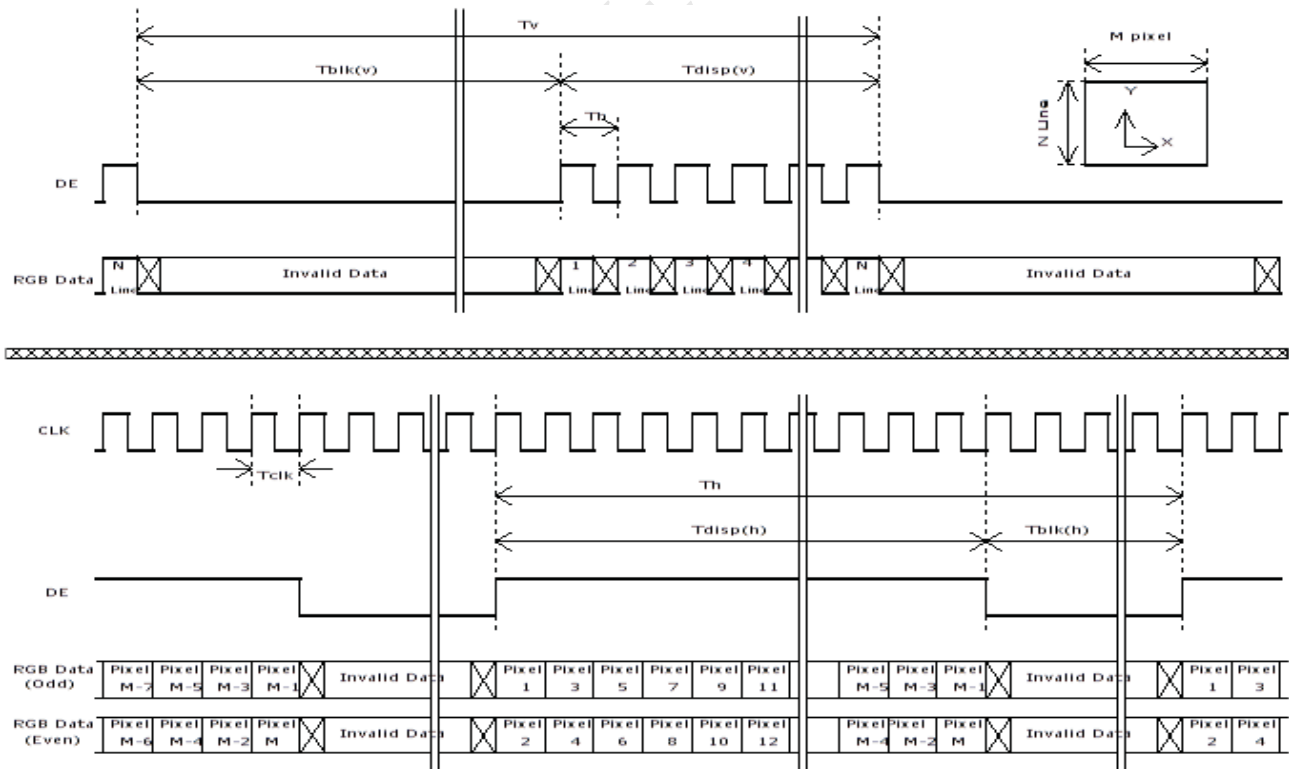 Tv
M pixel
Tblk(v)
Tdisp(v)
Y
N Line
X
Th
DE
RGB Data
N
Line
Invalid Data
1
Line
2
Line
3
Line
4
Line
N
Line
Invalid Data
CLK
Tclk
Th
Tdisp(h)
Tblk(h)
DE
RGB Data
(Odd)
Pixel M-7
Pixel M-5
Pixel M-3
Pixel M-1
Invalid Data
Pixel 1
Pixel 3
Pixel 5
Pixel 7
Pixel 9
Pixel 11
Pixel M-5
Pixel M-3
Pixel M-1
Invalid Data
Pixel 1
Pixel 3
RGB Data
(Even)
Pixel M-6
Pixel M-4
Pixel M-2
Pixel M
Invalid Data
Pixel 2
Pixel 4
Pixel 6
Pixel 8
Pixel 10
Pixel 12
Pixel M-4
Pixel M-2
Pixel M
Invalid Data
Pixel 2
Pixel 4